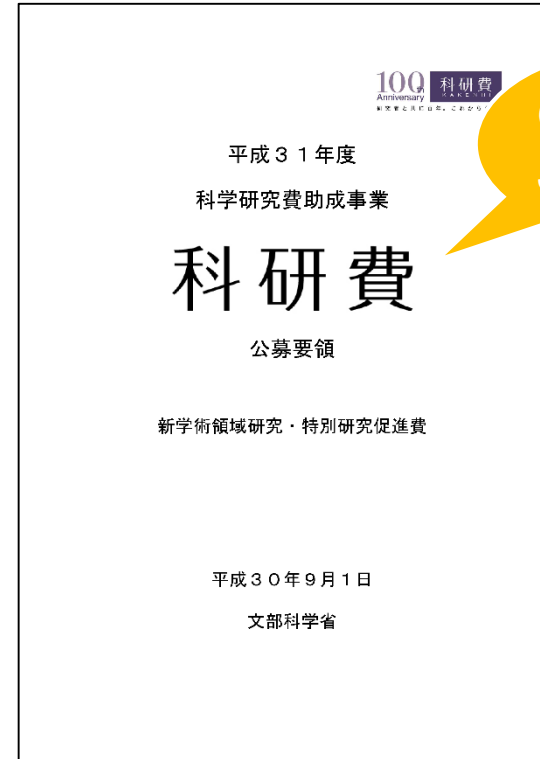 100th 科研費
Anniversary KAKENHI
平成３１年度
科学研究費助成事業
科研費
公募要領
新学術領域研究・特別研究促進費
平成３０年９月１日
文部科学省